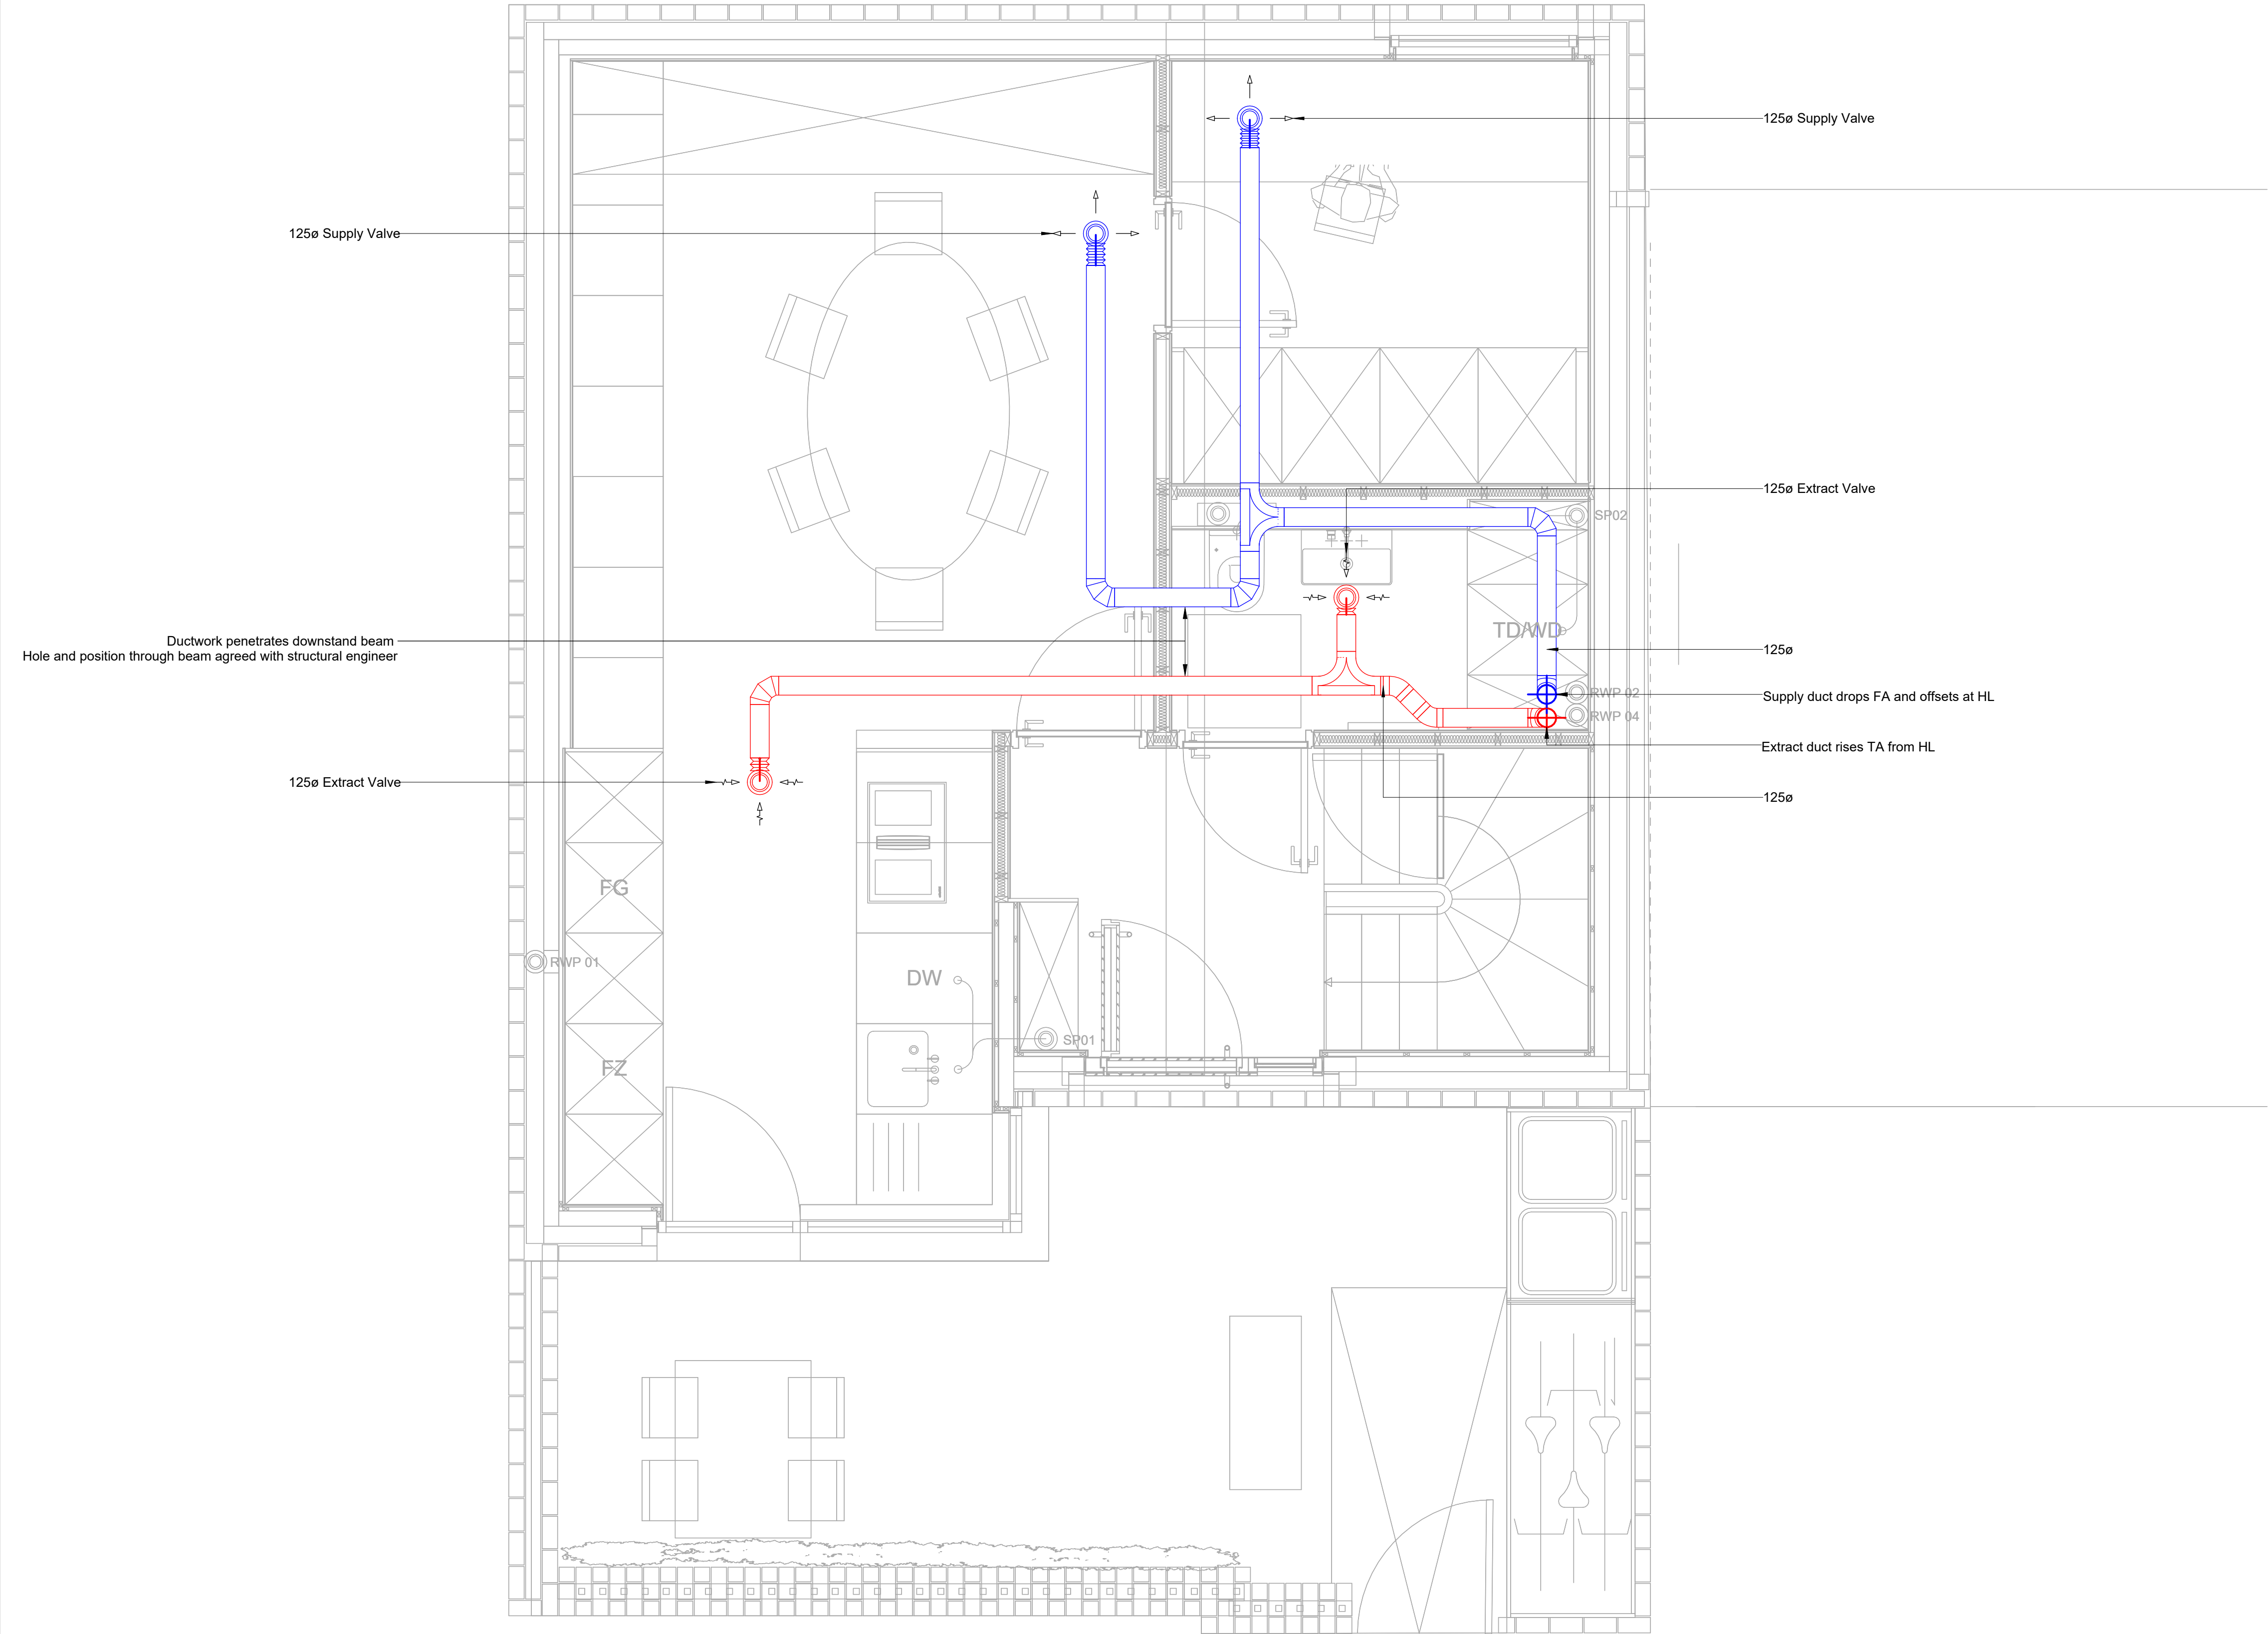 125ø Supply Valve
125ø Supply Valve
125ø Extract Valve
SP02
TD/WD
Ductwork penetrates downstand beam
Hole and position through beam agreed with structural engineer
125ø
RWP 02
Supply duct drops FA and offsets at HL
RWP 04
Extract duct rises TA from HL
125ø Extract Valve
125ø
FG
RWP 01
DW
SP01
FZ